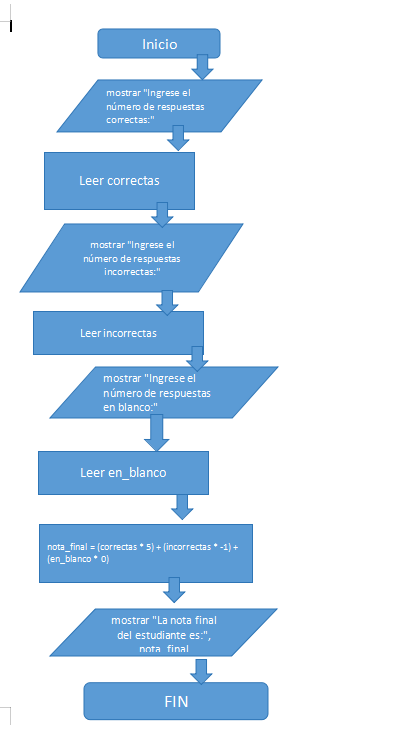 Inicio
mostrar "Ingrese el
número de respuestas
correctas:"
Leer correctas
mostrar "Ingrese el
número de respuestas
incorrectas:"
Leer incorrectas
mostrar "Ingrese el
número de respuestas
en blanco:"
Leer en_blanco
nota_final = (correctas * 5) + (incorrectas * -1) +
(en_blanco * 0)
mostrar "La nota final
del estudiante es:",
nota_final
FIN